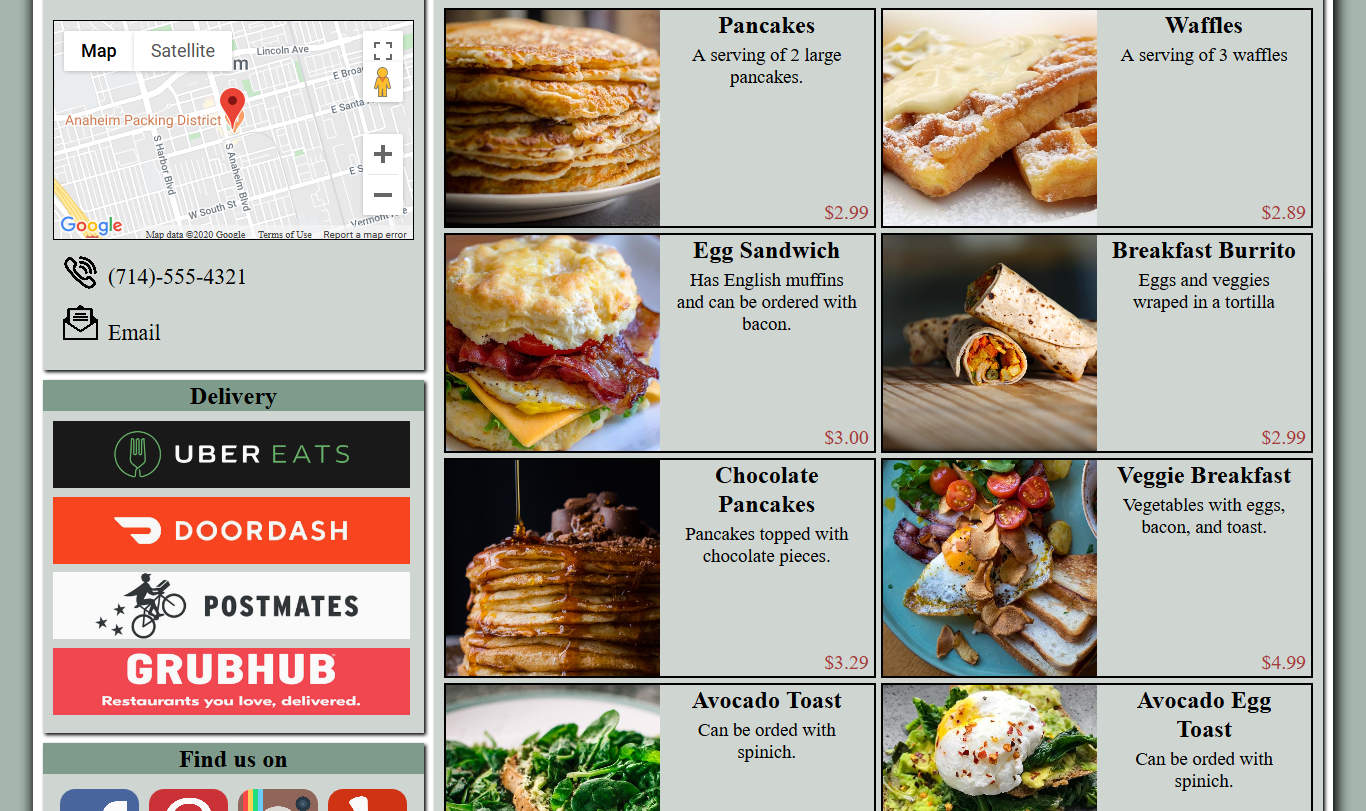 Map
Satellite
Lincoln Ave
m
E Broa
E Santa
Anaheim Packing District
S Harbor Blvd
S Anaheim Blvd
E S
W South St
Vermont
e
Google
Map data ©2020 Google
Terms of Use
Report a map error
(714)-555-4321
Email
Delivery
UBER EATS
DOORDASH
POSTMATES
GRUBHUB
Restaurants you love, delivered.
Find us on
Pancakes
A serving of 2 large
pancakes.
$2.99
Waffles
A serving of 3 waffles
$2.89
Egg Sandwich
Has English muffins
and can be ordered with
bacon.
$3.00
Breakfast Burrito
Eggs and veggies
wraped in a tortilla
$2.99
Chocolate
Pancakes
Pancakes topped with
chocolate pieces.
$3.29
Veggie Breakfast
Vegetables with eggs,
bacon, and toast.
$4.99
Avocado Toast
Can be orded with
spinich.
Avocado Egg
Toast
Can be orded with
spinich.